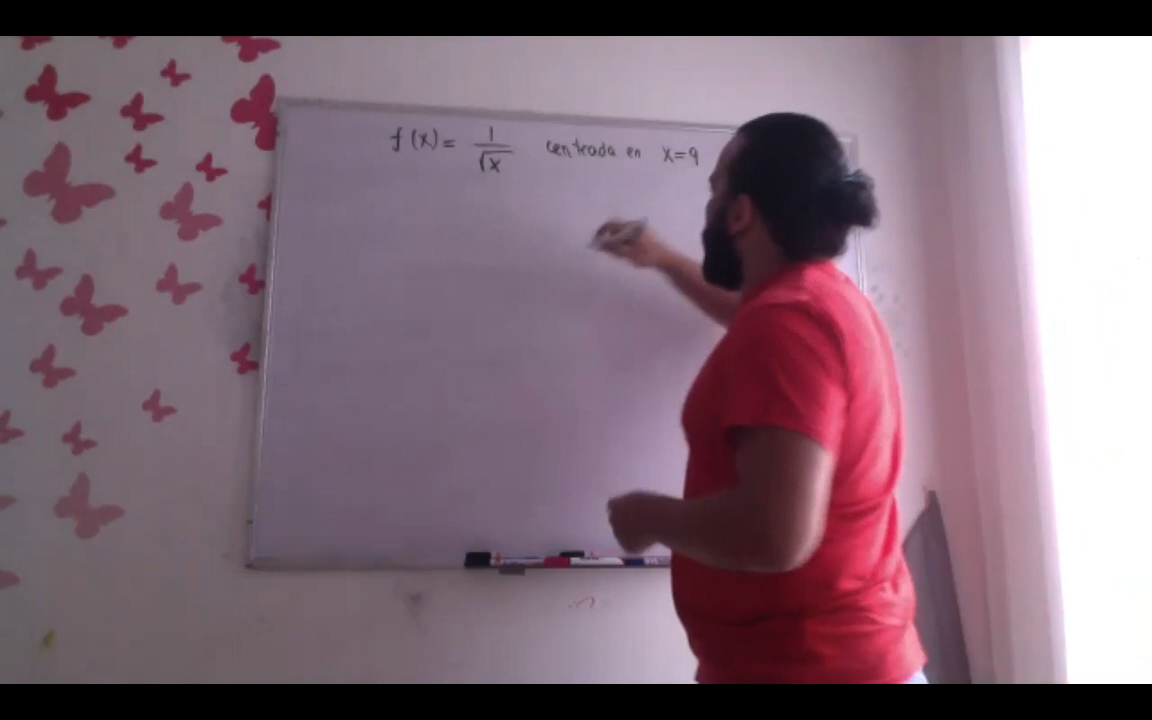 f(x) = 1/√x centrada en x=9